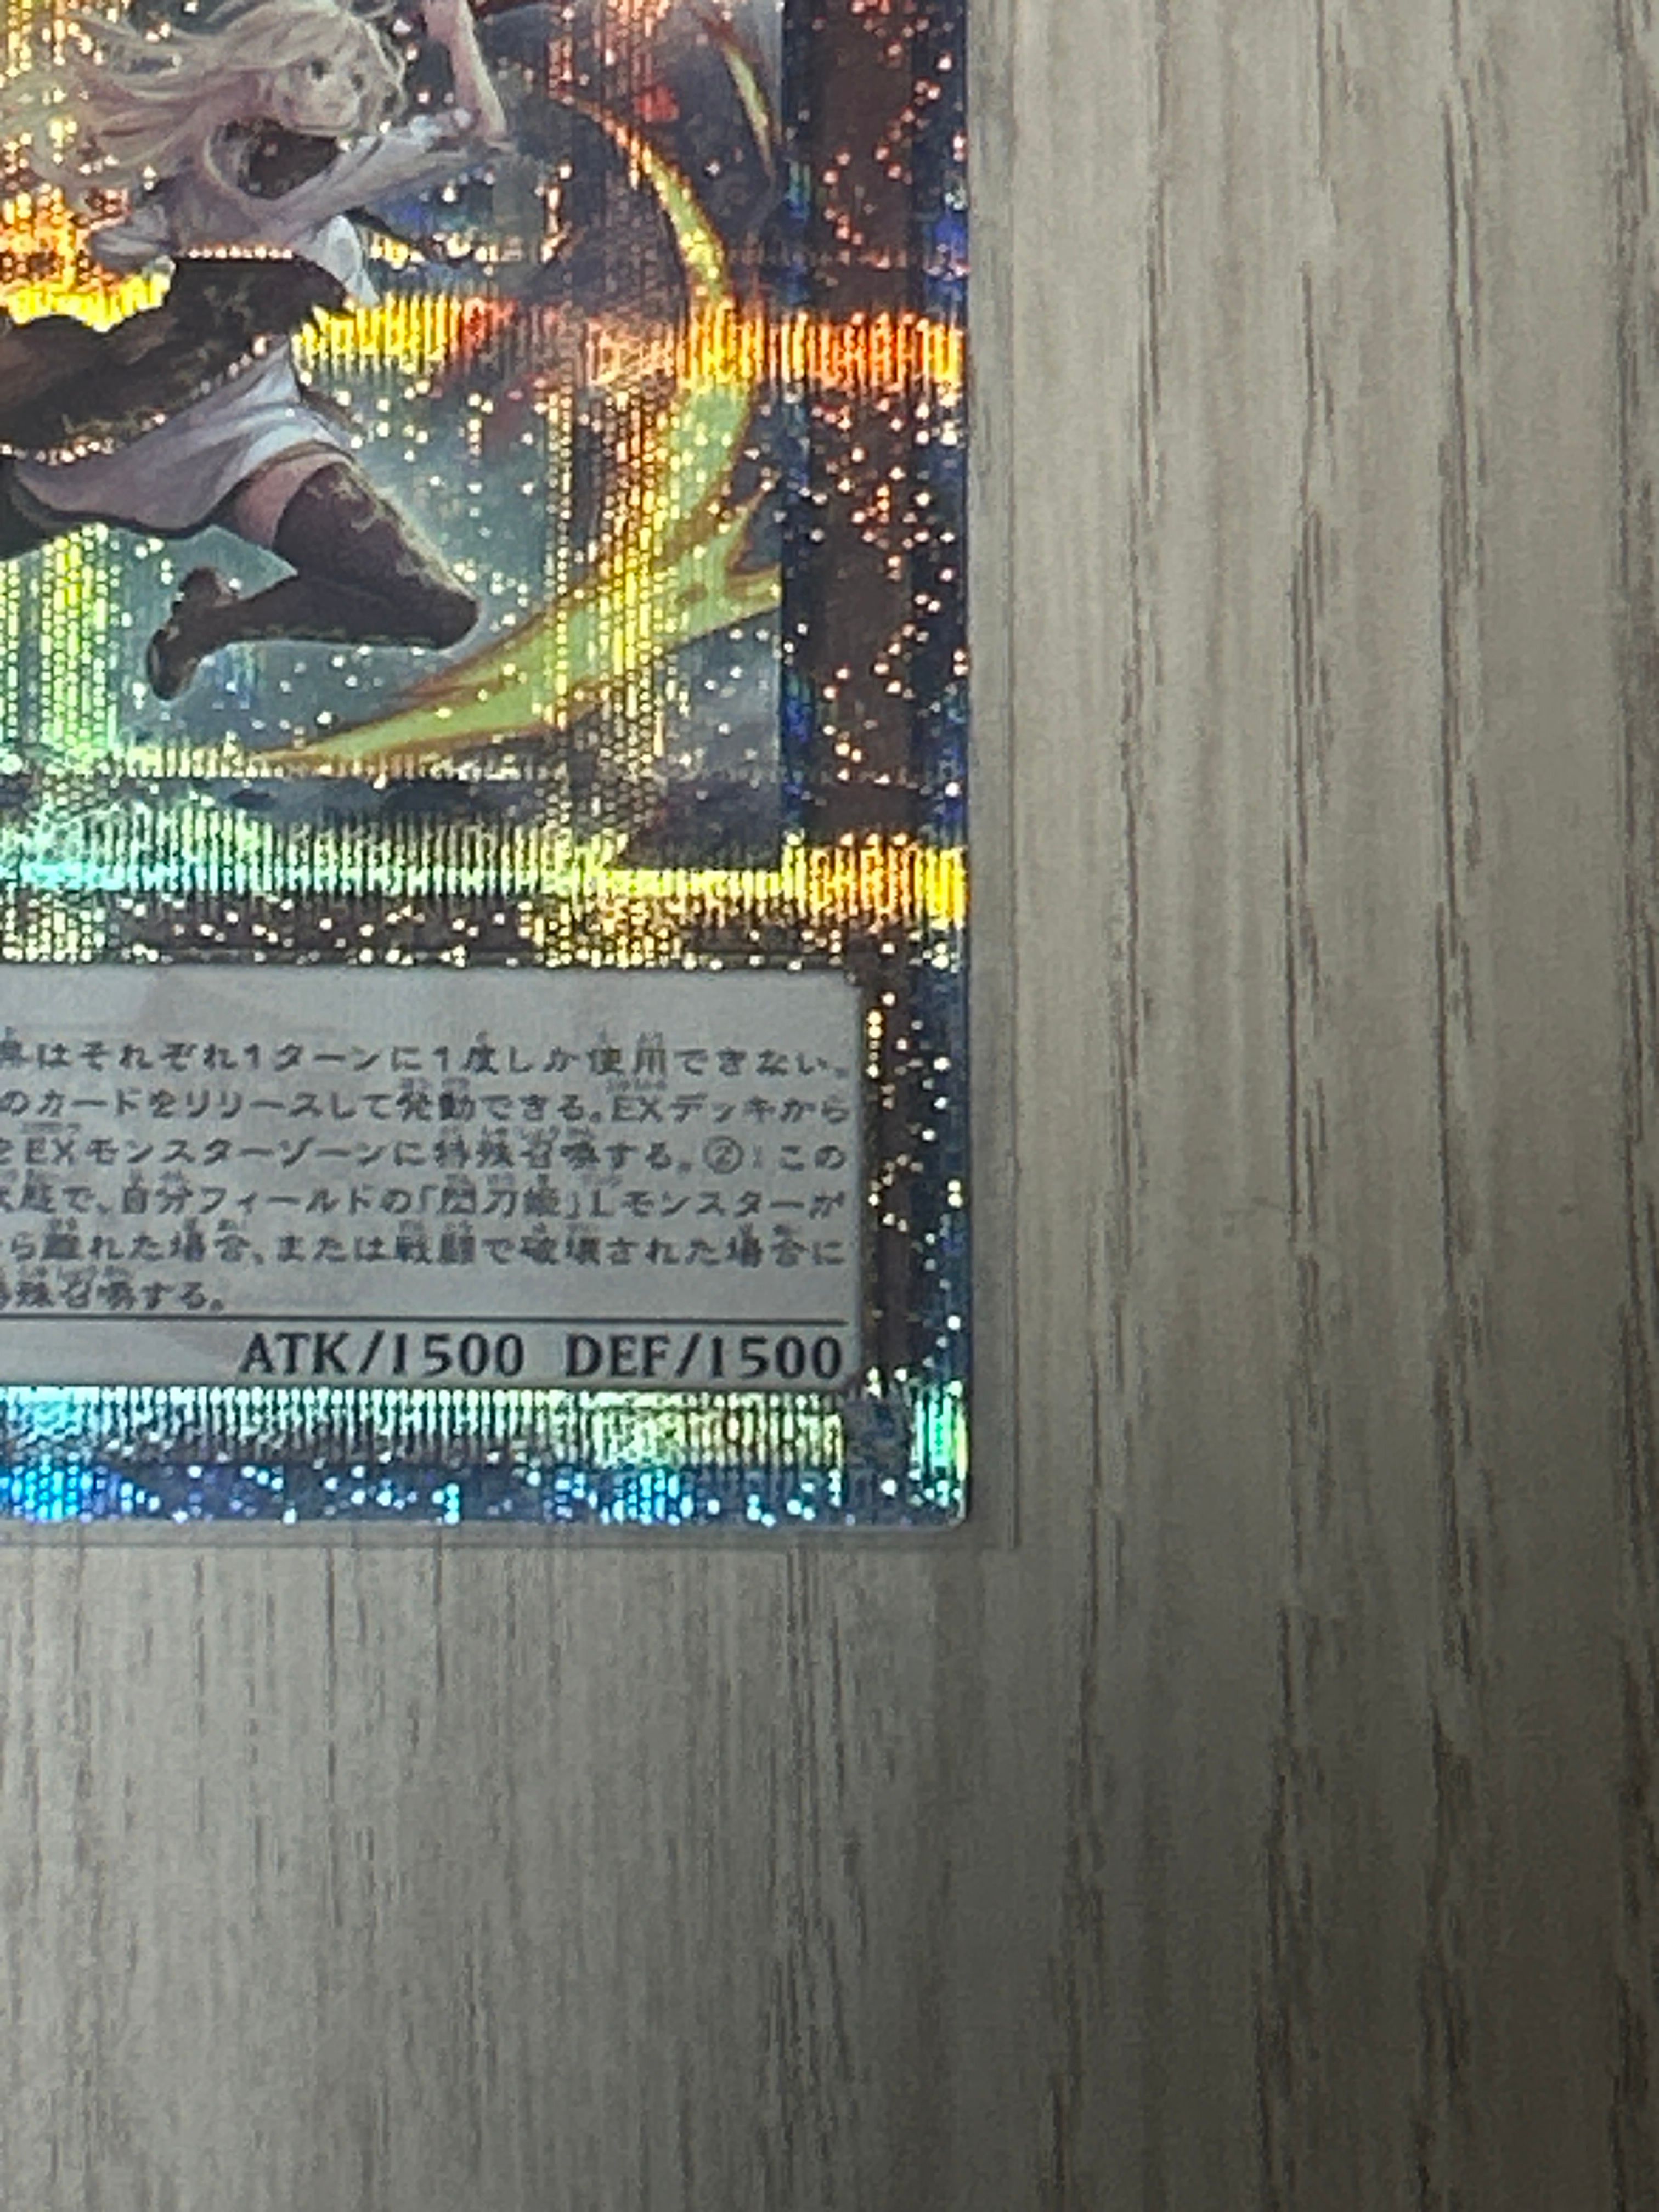 はそれぞれ1ターンに1度しか使用できない。
のカードをリリースして発動できる。EXデッキから
をEXモンスターゾーンに特殊召喚する。②:この
で、自分フィールドの「閃刀姫」Lモンスターが
ら離れた場合、または戦闘で破壊された場合に
特殊召喚する。
ATK/1500 DEF/1500